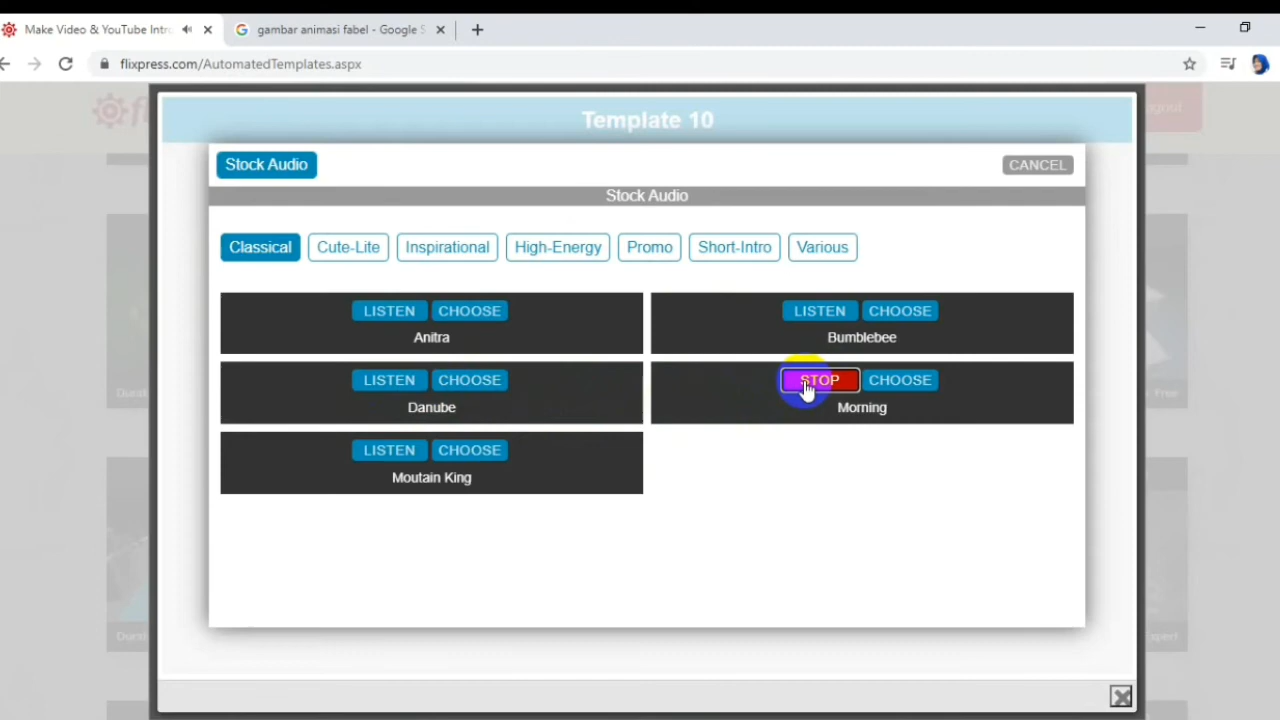 Make Video & YouTube Intro
gambar animasi fabel - Google S
flixpress.com/AutomatedTemplates.aspx
Template 10
Stock Audio
CANCEL
Stock Audio
Classical
Cute-Lite
Inspirational
High-Energy
Promo
Short-Intro
Various
LISTEN CHOOSE
Anitra
LISTEN CHOOSE
Bumblebee
LISTEN CHOOSE
Danube
STOP CHOOSE
Morning
LISTEN CHOOSE
Moutain King